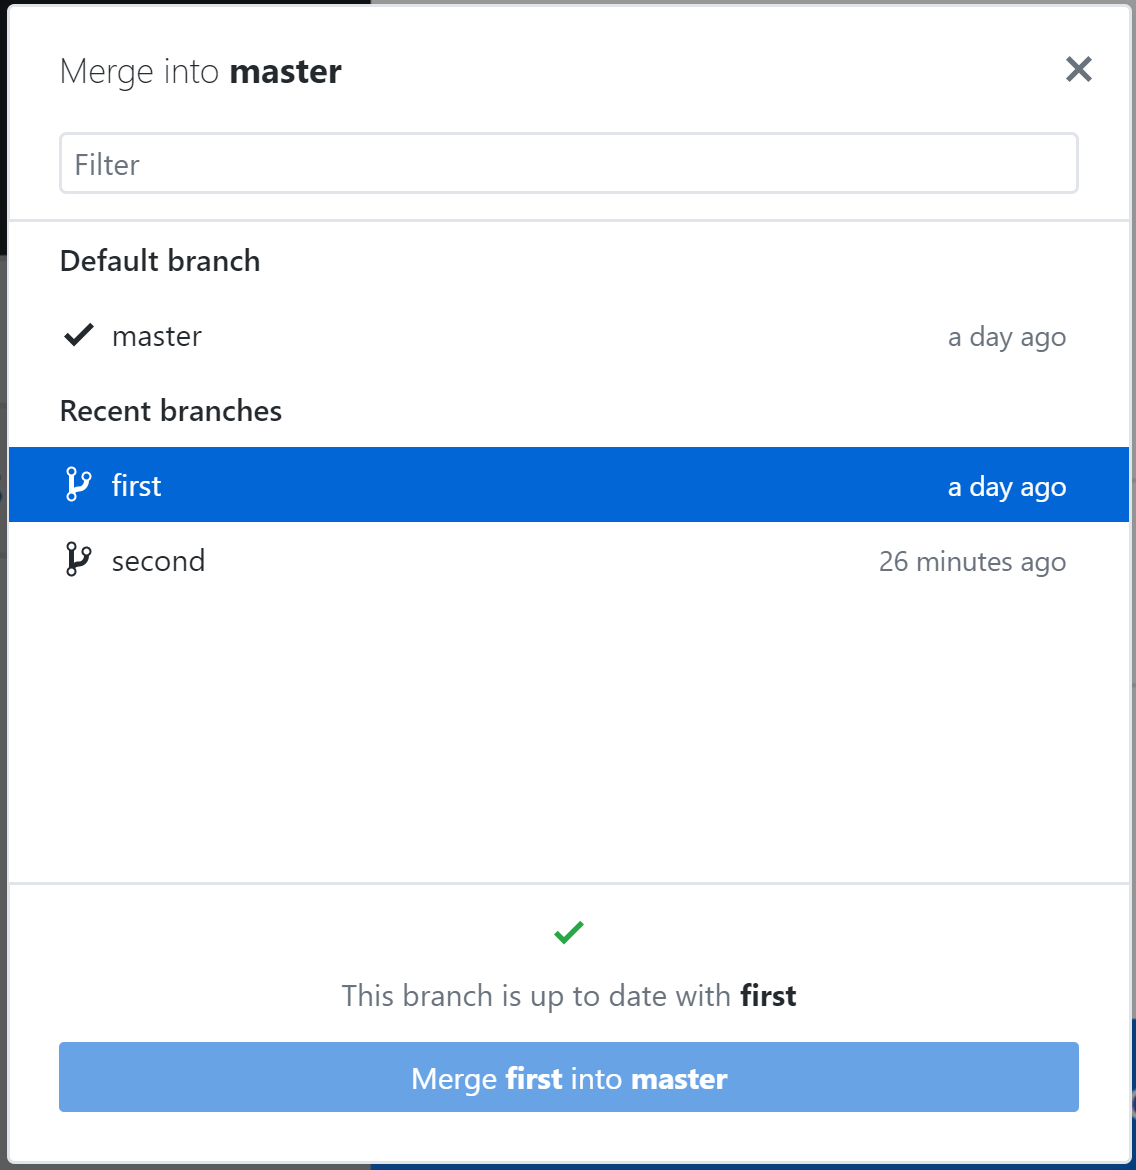 Merge into master
Filter
Default branch
master a day ago
Recent branches
first a day ago
second 26 minutes ago
This branch is up to date with first
Merge first into master